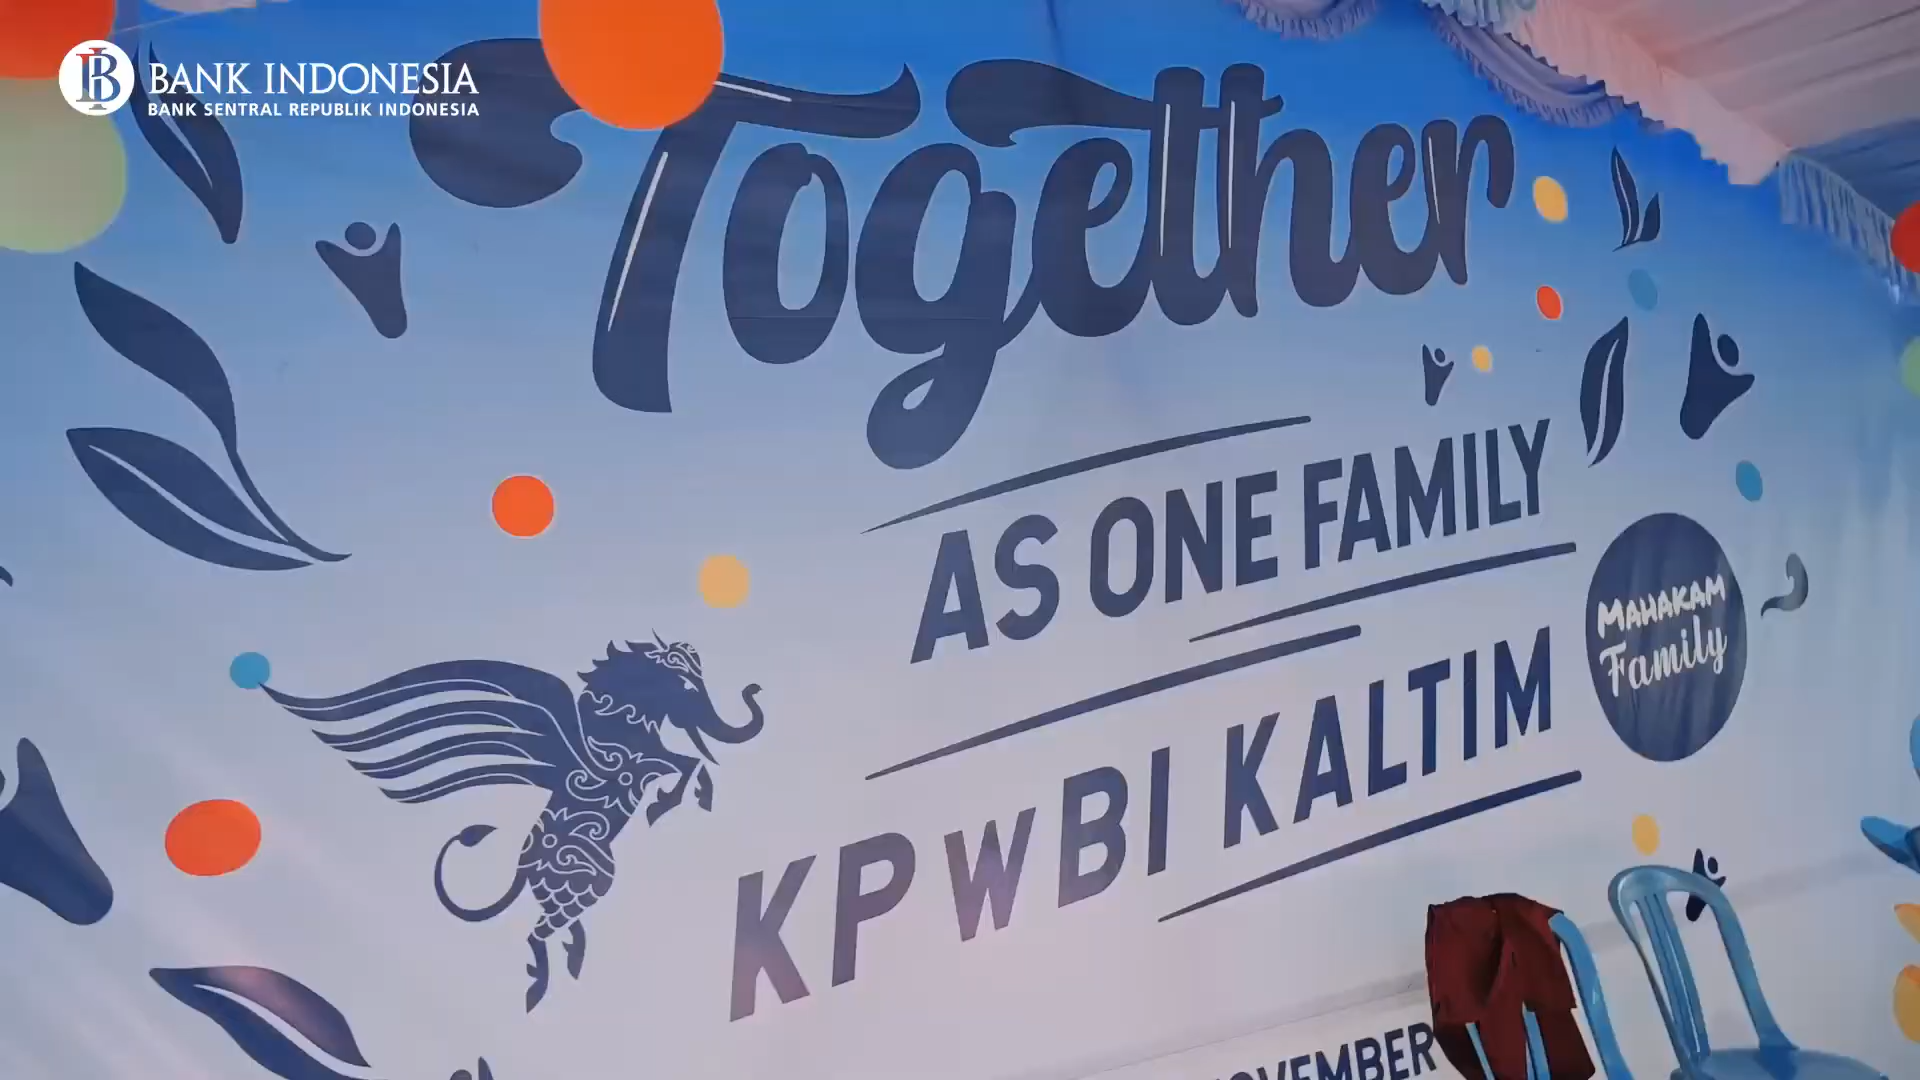 BANK INDONESIA
BANK SENTRAL REPUBLIK INDONESIA
Together
AS ONE FAMILY
KPwBI KALTIM
MAHAKAM
Family